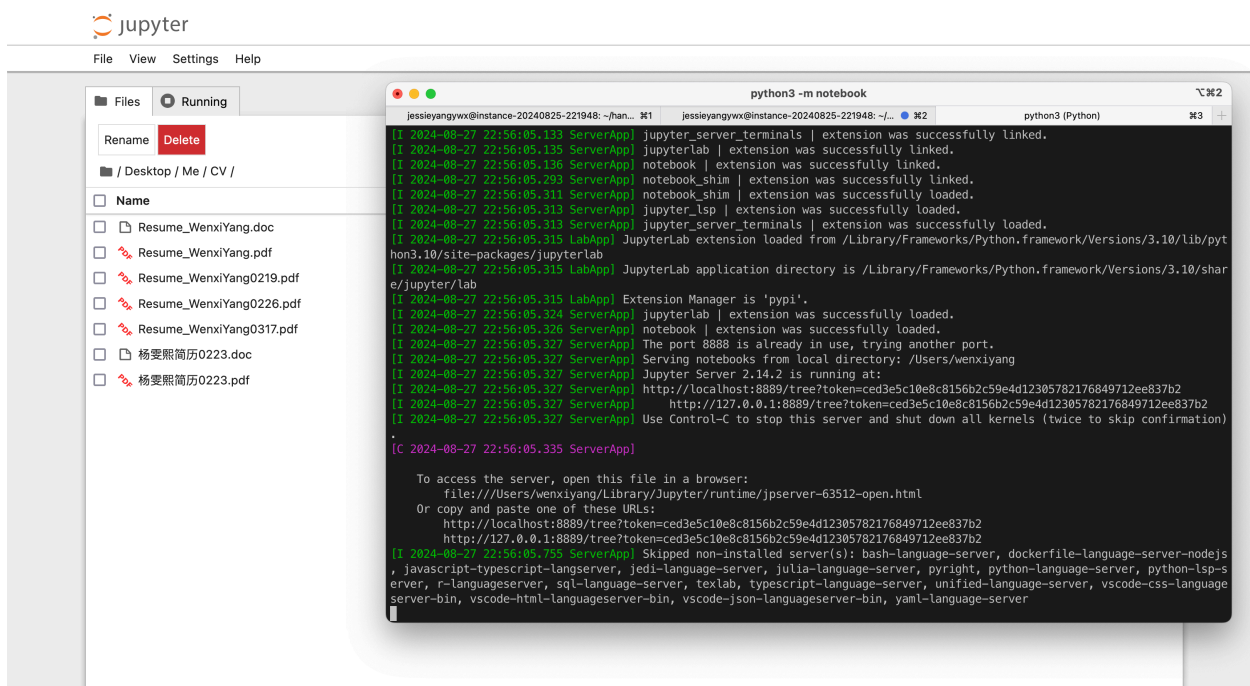 jupyter
File View Settings Help
Files Running
Rename Delete
/ Desktop / Me / CV /
Name
Resume_WenxiYang.doc
Resume_WenxiYang.pdf
Resume_WenxiYang0219.pdf
Resume_WenxiYang0226.pdf
Resume_WenxiYang0317.pdf
杨雯熙简历0223.doc
杨雯熙简历0223.pdf
python3 -m notebook ⌥⌘2
jessieyangywx@instance-20240825-221948: ~/han... ⌘1 jessieyangywx@instance-20240825-221948: ~/... ⌘2 python3 (Python) ⌘3 +
[I 2024-08-27 22:56:05.133 ServerApp] jupyter_server_terminals | extension was successfully linked.
[I 2024-08-27 22:56:05.135 ServerApp] jupyterlab | extension was successfully linked.
[I 2024-08-27 22:56:05.136 ServerApp] notebook | extension was successfully linked.
[I 2024-08-27 22:56:05.293 ServerApp] notebook_shim | extension was successfully linked.
[I 2024-08-27 22:56:05.311 ServerApp] notebook_shim | extension was successfully loaded.
[I 2024-08-27 22:56:05.313 ServerApp] jupyter_lsp | extension was successfully loaded.
[I 2024-08-27 22:56:05.313 ServerApp] jupyter_server_terminals | extension was successfully loaded.
[I 2024-08-27 22:56:05.315 LabApp] JupyterLab extension loaded from /Library/Frameworks/Python.framework/Versions/3.10/lib/pyt
hon3.10/site-packages/jupyterlab
[I 2024-08-27 22:56:05.315 LabApp] JupyterLab application directory is /Library/Frameworks/Python.framework/Versions/3.10/shar
e/jupyter/lab
[I 2024-08-27 22:56:05.315 LabApp] Extension Manager is 'pypi'.
[I 2024-08-27 22:56:05.324 ServerApp] jupyterlab | extension was successfully loaded.
[I 2024-08-27 22:56:05.326 ServerApp] notebook | extension was successfully loaded.
[I 2024-08-27 22:56:05.327 ServerApp] The port 8888 is already in use, trying another port.
[I 2024-08-27 22:56:05.327 ServerApp] Serving notebooks from local directory: /Users/wenxiyang
[I 2024-08-27 22:56:05.327 ServerApp] Jupyter Server 2.14.2 is running at:
[I 2024-08-27 22:56:05.327 ServerApp] http://localhost:8889/tree?token=ced3e5c10e8c8156b2c59e4d12305782176849712ee837b2
[I 2024-08-27 22:56:05.327 ServerApp]     http://127.0.0.1:8889/tree?token=ced3e5c10e8c8156b2c59e4d12305782176849712ee837b2
[I 2024-08-27 22:56:05.327 ServerApp] Use Control-C to stop this server and shut down all kernels (twice to skip confirmation)
.
[C 2024-08-27 22:56:05.335 ServerApp]
To access the server, open this file in a browser:
file:///Users/wenxiyang/Library/Jupyter/runtime/jpserver-63512-open.html
Or copy and paste one of these URLs:
http://localhost:8889/tree?token=ced3e5c10e8c8156b2c59e4d12305782176849712ee837b2
http://127.0.0.1:8889/tree?token=ced3e5c10e8c8156b2c59e4d12305782176849712ee837b2
[I 2024-08-27 22:56:05.755 ServerApp] Skipped non-installed server(s): bash-language-server, dockerfile-language-server-nodejs
, javascript-typescript-langserver, jedi-language-server, julia-language-server, pyright, python-language-server, python-lsp-s
erver, r-languageserver, sql-language-server, texlab, typescript-language-server, unified-language-server, vscode-css-language
server-bin, vscode-html-languageserver-bin, vscode-json-languageserver-bin, yaml-language-server